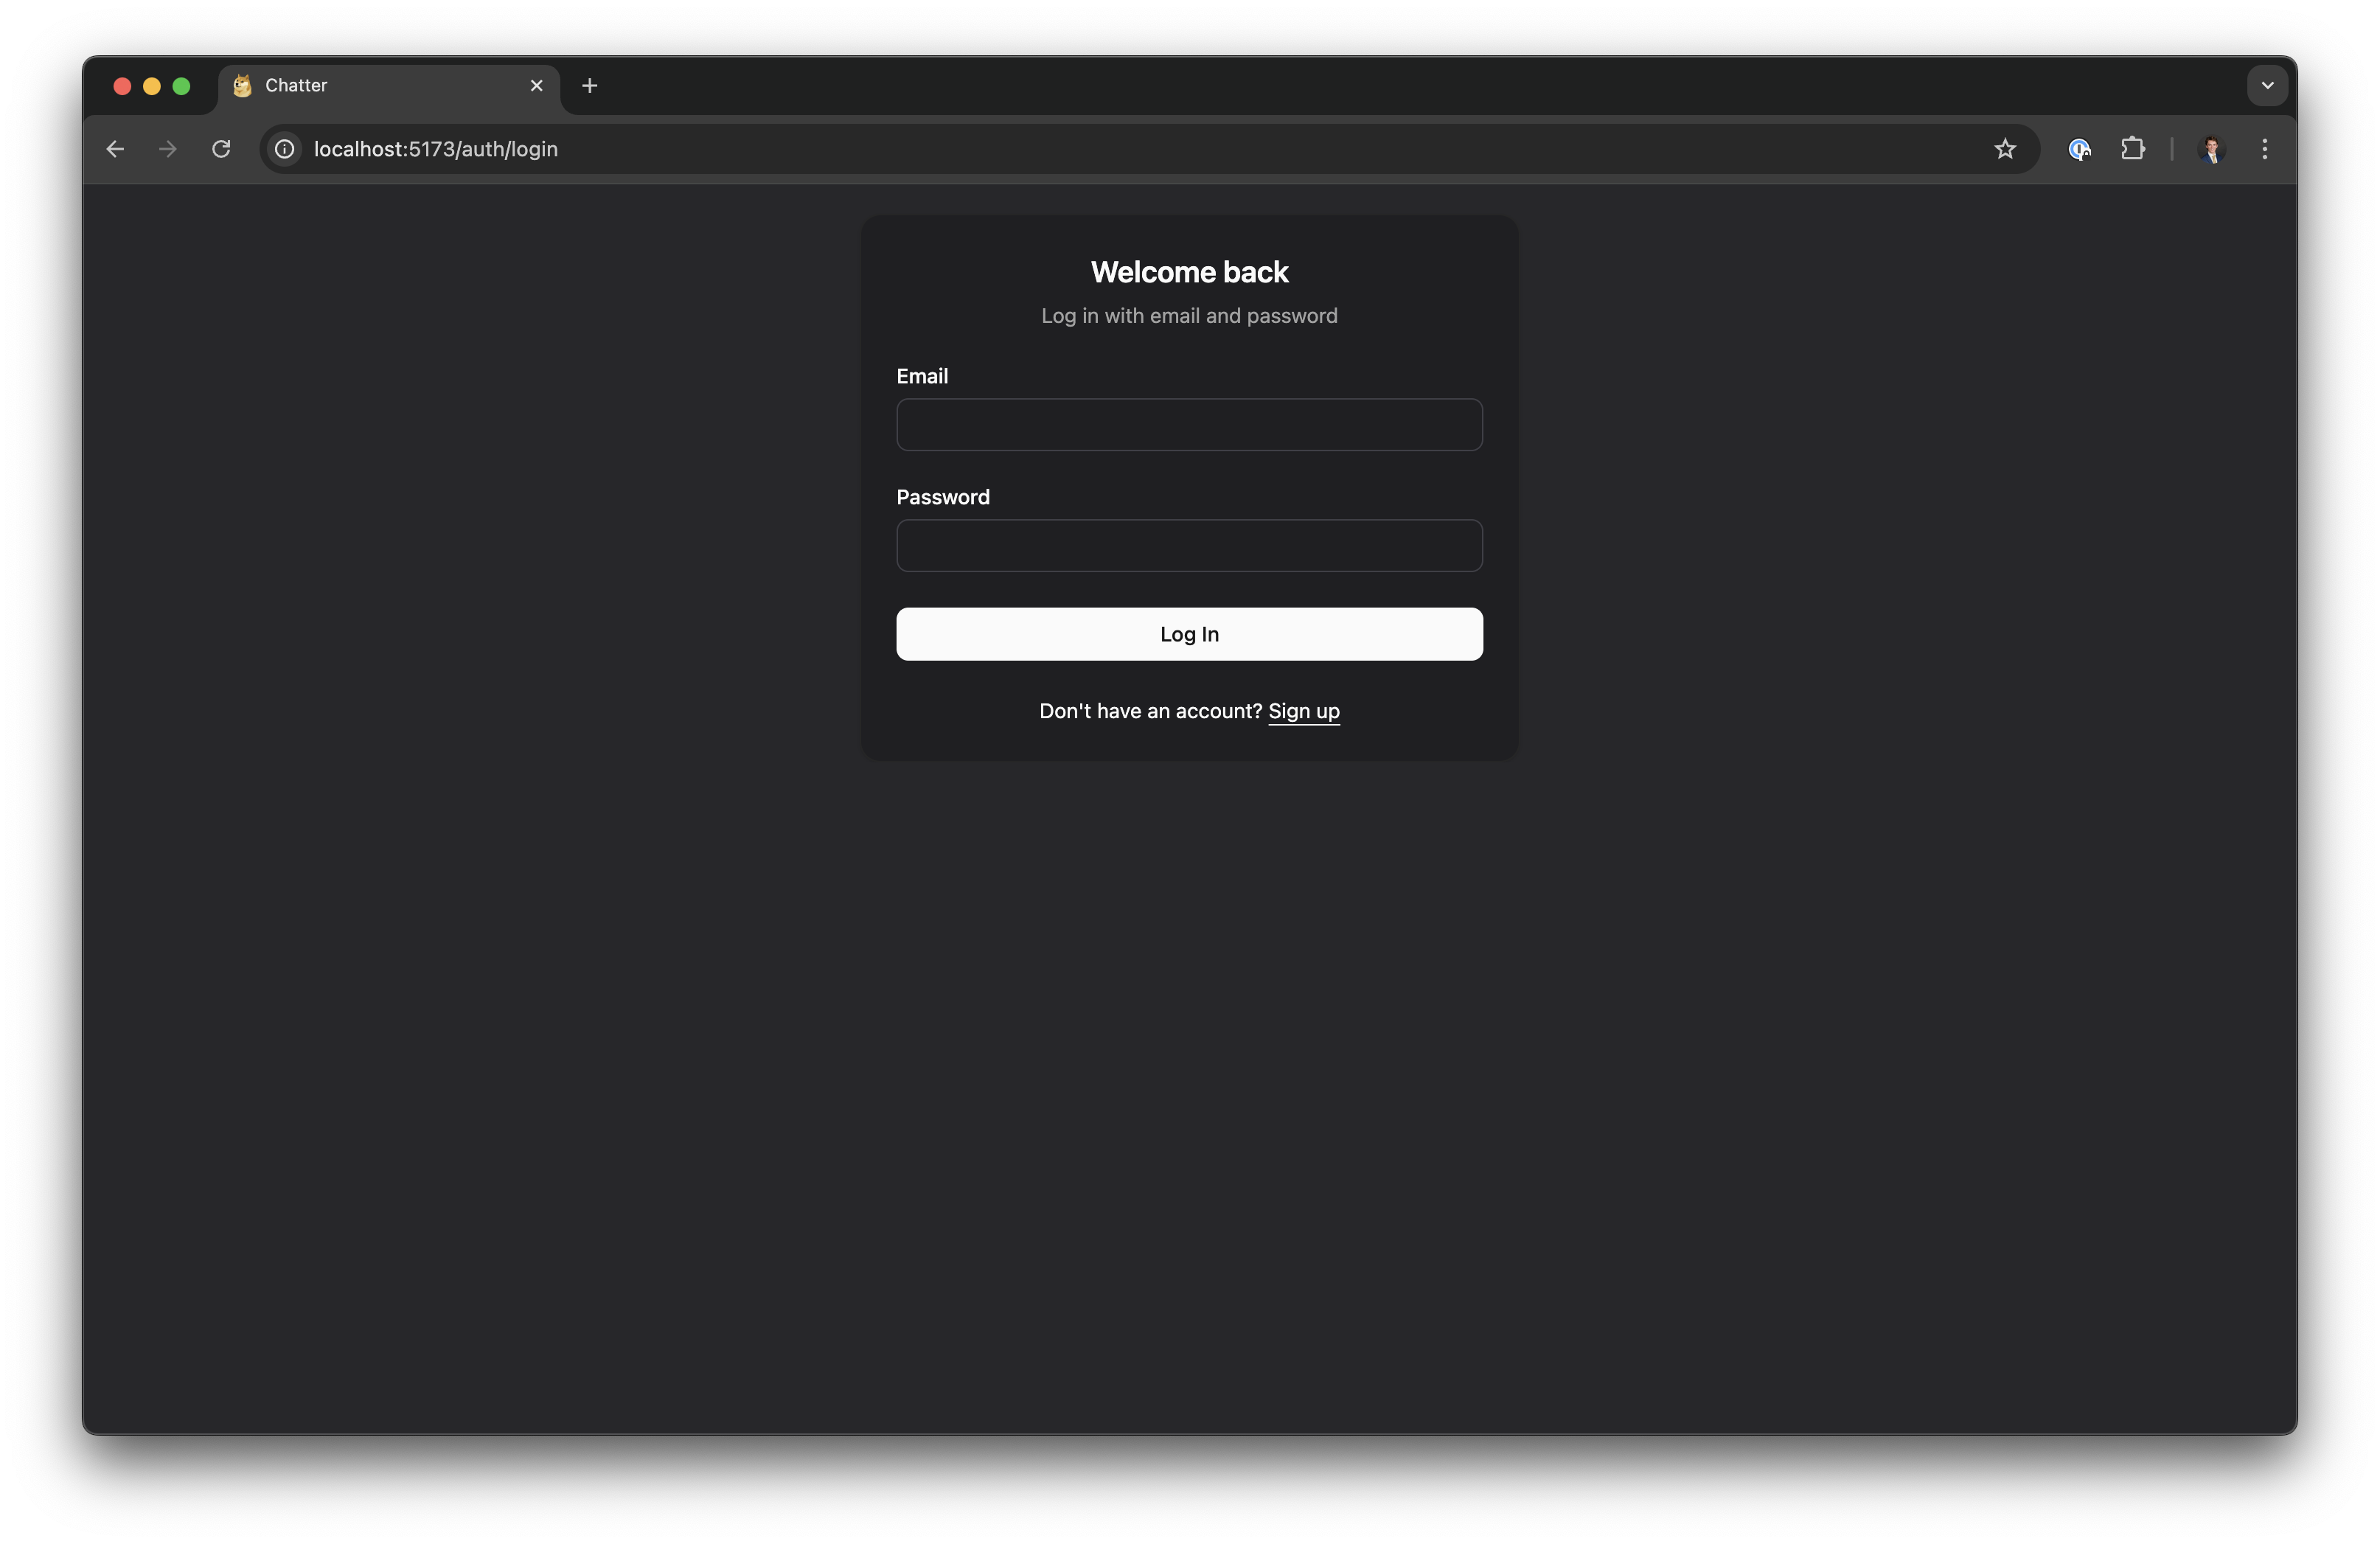 Chatter
localhost:5173/auth/login
Welcome back
Log in with email and password
Email
Password
Log In
Don't have an account? Sign up